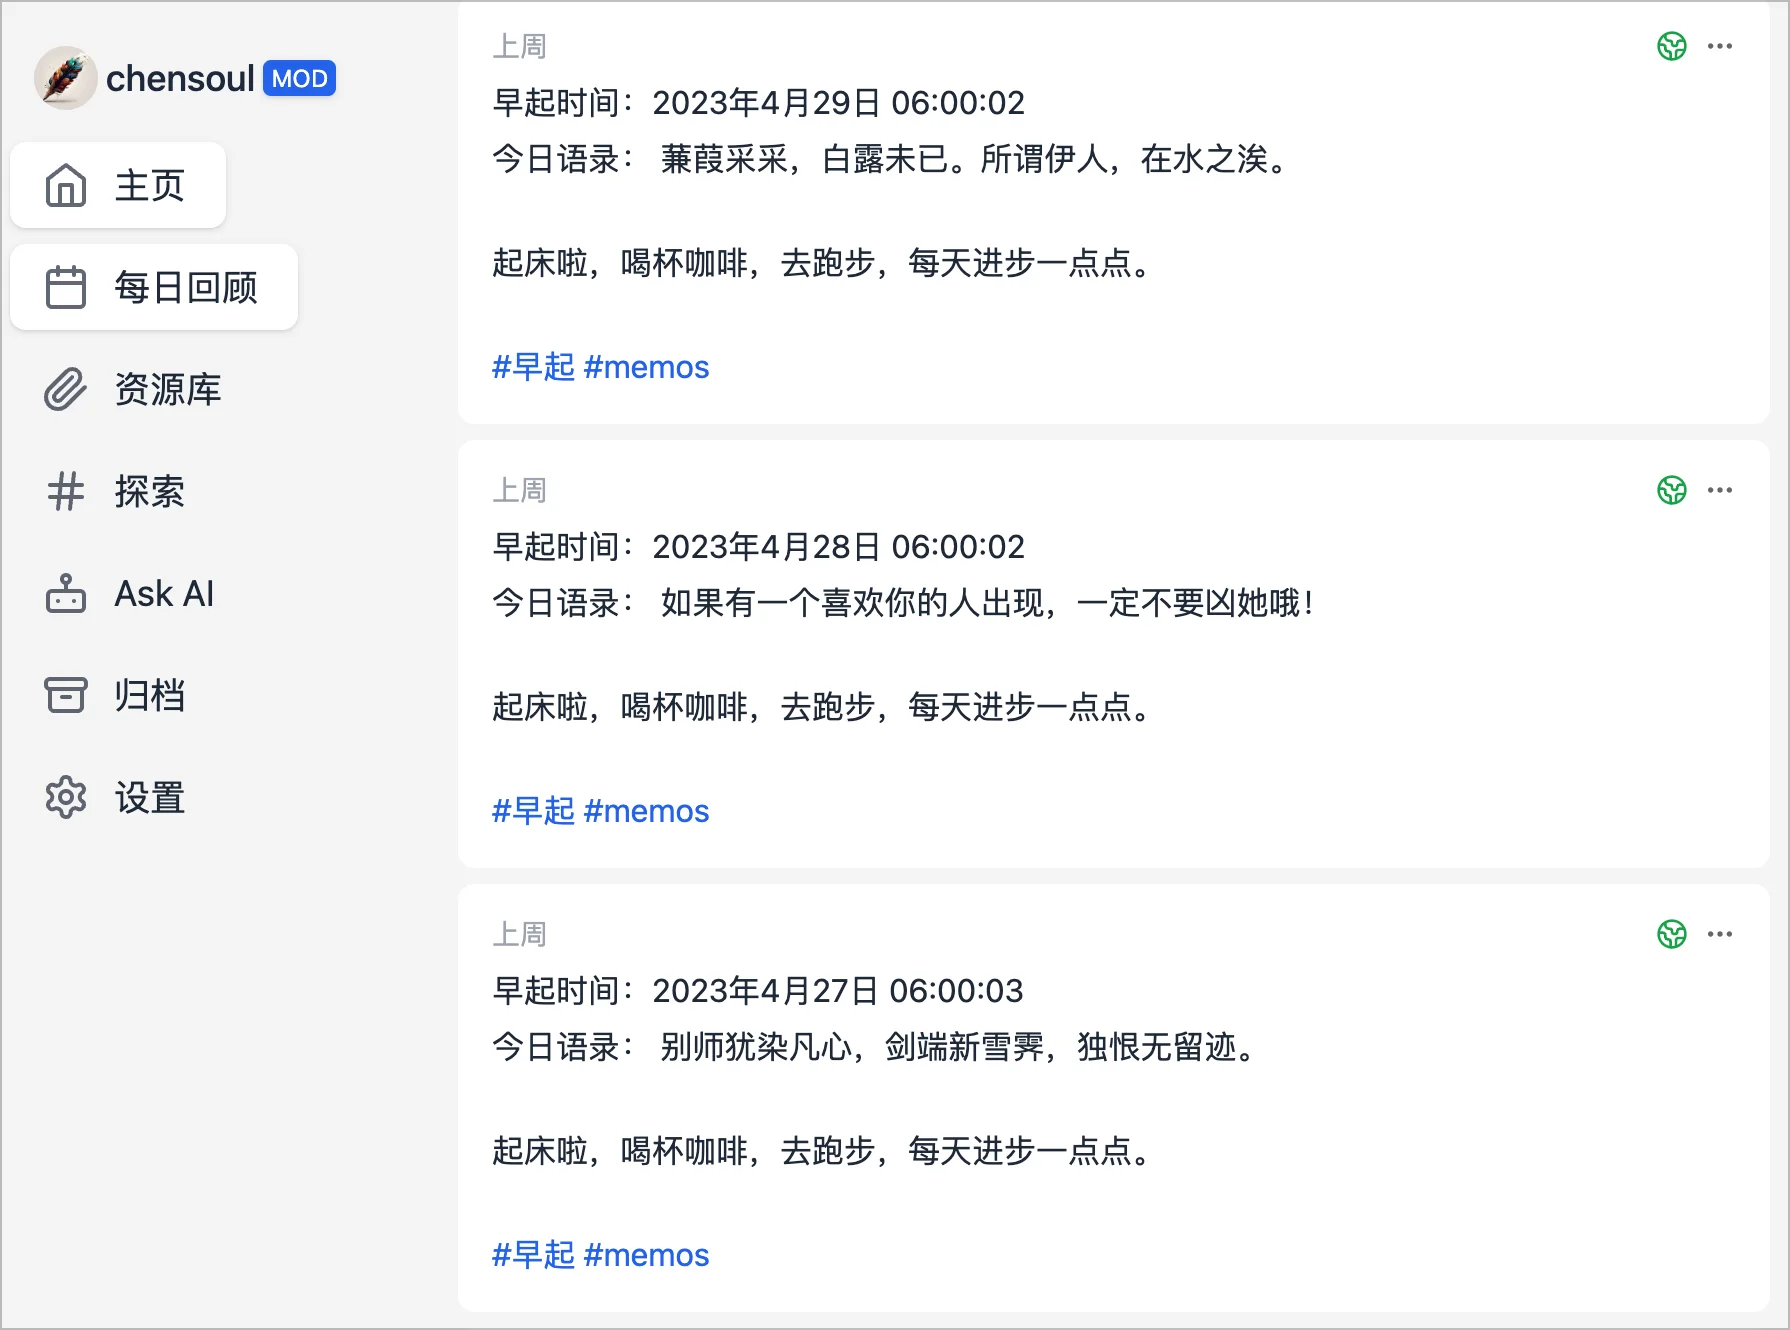 chensoul MOD
主页
每日回顾
资源库
探索
Ask AI
归档
设置
上周
早起时间：2023年4月29日 06:00:02
今日语录： 蒹葭采采，白露未已。所谓伊人，在水之涘。
起床啦，喝杯咖啡，去跑步，每天进步一点点。
#早起 #memos
上周
早起时间：2023年4月28日 06:00:02
今日语录： 如果有一个喜欢你的人出现，一定不要凶她哦！
起床啦，喝杯咖啡，去跑步，每天进步一点点。
#早起 #memos
上周
早起时间：2023年4月27日 06:00:03
今日语录： 别师犹染凡心，剑端新雪霁，独恨无留迹。
起床啦，喝杯咖啡，去跑步，每天进步一点点。
#早起 #memos